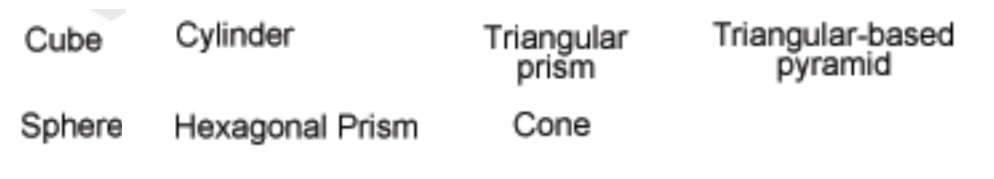 Cube
Cylinder
Triangular
prism
Triangular-based
pyramid
Sphere
Hexagonal Prism
Cone